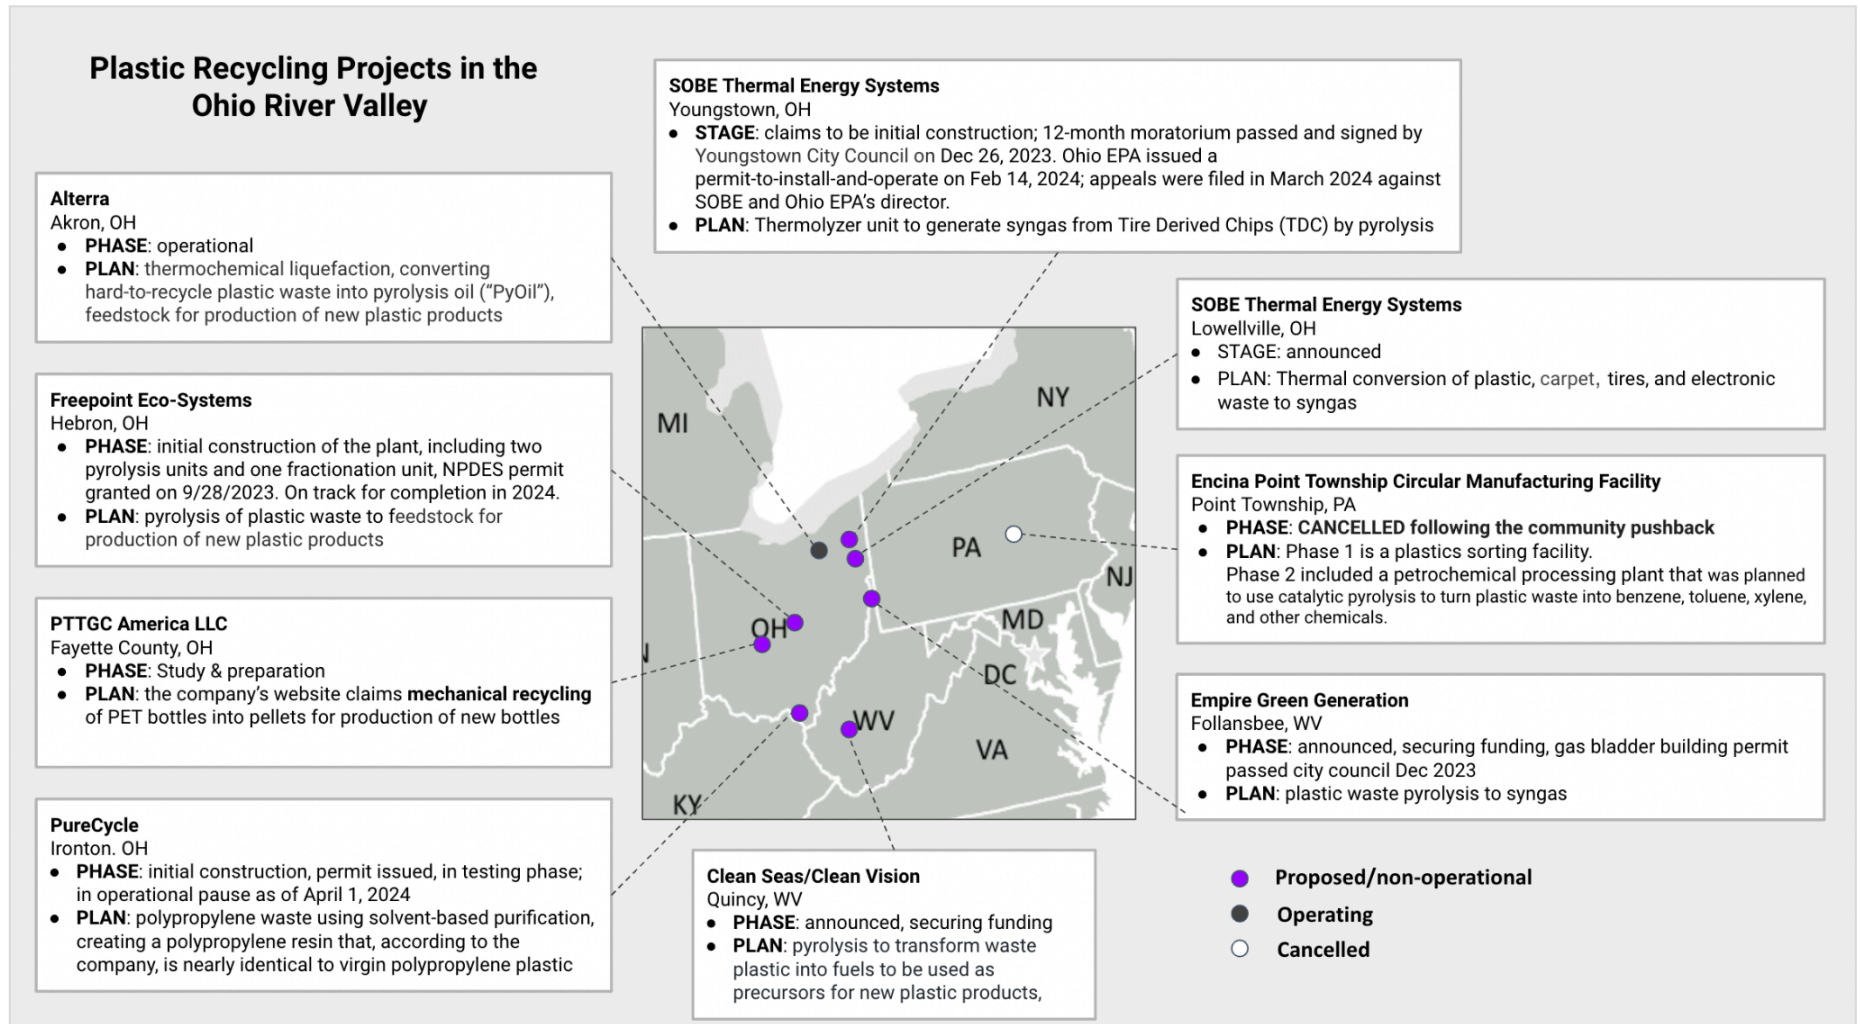 Plastic Recycling Projects in the
Ohio River Valley
SOBE Thermal Energy Systems
Youngstown, OH
● STAGE: claims to be initial construction; 12-month moratorium passed and signed by
Youngstown City Council on Dec 26, 2023. Ohio EPA issued a
permit-to-install-and-operate on Feb 14, 2024; appeals were filed in March 2024 against
SOBE and Ohio EPA's director.
● PLAN: Thermolyzer unit to generate syngas from Tire Derived Chips (TDC) by pyrolysis
Alterra
Akron, OH
● PHASE: operational
● PLAN: thermochemical liquefaction, converting
hard-to-recycle plastic waste into pyrolysis oil (“PyOil”),
feedstock for production of new plastic products
SOBE Thermal Energy Systems
Lowellville, OH
● STAGE: announced
● PLAN: Thermal conversion of plastic, carpet, tires, and electronic
waste to syngas
Freepoint Eco-Systems
Hebron, OH
● PHASE: initial construction of the plant, including two
pyrolysis units and one fractionation unit, NPDES permit
granted on 9/28/2023. On track for completion in 2024.
● PLAN: pyrolysis of plastic waste to feedstock for
production of new plastic products
Encina Point Township Circular Manufacturing Facility
Point Township, PA
● PHASE: CANCELLED following the community pushback
● PLAN: Phase 1 is a plastics sorting facility.
Phase 2 included a petrochemical processing plant that was planned
to use catalytic pyrolysis to turn plastic waste into benzene, toluene, xylene,
and other chemicals.
PTTGC America LLC
Fayette County, OH
● PHASE: Study & preparation
● PLAN: the company's website claims mechanical recycling
of PET bottles into pellets for production of new bottles
Empire Green Generation
Follansbee, WV
● PHASE: announced, securing funding, gas bladder building permit
passed city council Dec 2023
● PLAN: plastic waste pyrolysis to syngas
PureCycle
Ironton. OH
● PHASE: initial construction, permit issued, in testing phase;
in operational pause as of April 1, 2024
● PLAN: polypropylene waste using solvent-based purification,
creating a polypropylene resin that, according to the
company, is nearly identical to virgin polypropylene plastic
Clean Seas/Clean Vision
Quincy, WV
● PHASE: announced, securing funding
● PLAN: pyrolysis to transform waste
plastic into fuels to be used as
precursors for new plastic products,
MI
NY
PA
NJ
OH
MD
DC
WV
VA
KY
Proposed/non-operational
Operating
Cancelled